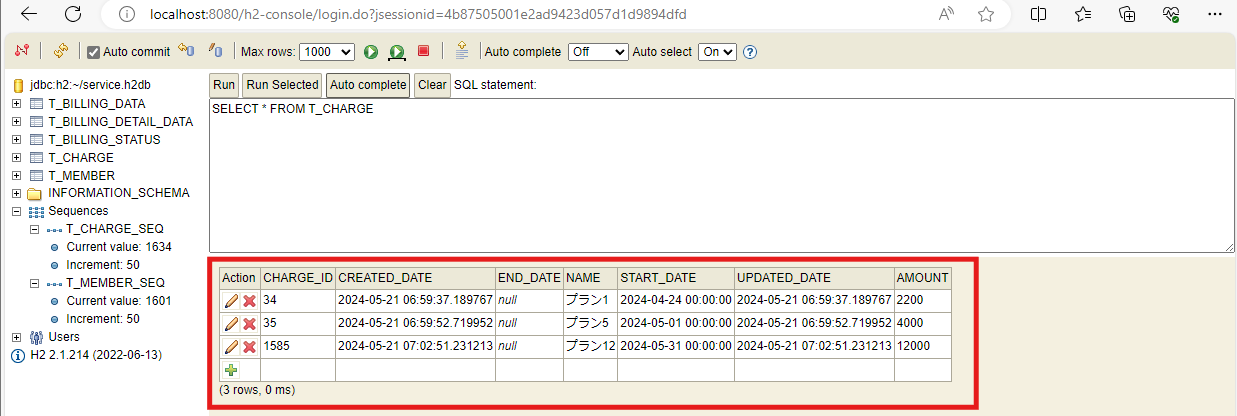 localhost:8080/h2-console/login.do?jsessionid=4b87505001e2ad9423d057d1d9894dfd
Auto commit Max rows: 1000 Auto complete Off Auto select On
jdbc:h2:~/service.h2db
T_BILLING_DATA
T_BILLING_DETAIL_DATA
T_BILLING_STATUS
T_CHARGE
T_MEMBER
INFORMATION_SCHEMA
Sequences
T_CHARGE_SEQ
Current value: 1634
Increment: 50
T_MEMBER_SEQ
Current value: 1601
Increment: 50
Users
H2 2.1.214 (2022-06-13)
Run Run Selected Auto complete Clear SQL statement:
SELECT * FROM T_CHARGE
Action CHARGE_ID CREATED_DATE END_DATE NAME START_DATE UPDATED_DATE AMOUNT
34 2024-05-21 06:59:37.189767 null プラン1 2024-04-24 00:00:00 2024-05-21 06:59:37.189767 2200
35 2024-05-21 06:59:52.719952 null プラン5 2024-05-01 00:00:00 2024-05-21 06:59:52.719952 4000
1585 2024-05-21 07:02:51.231213 null プラン12 2024-05-31 00:00:00 2024-05-21 07:02:51.231213 12000
(3 rows, 0 ms)